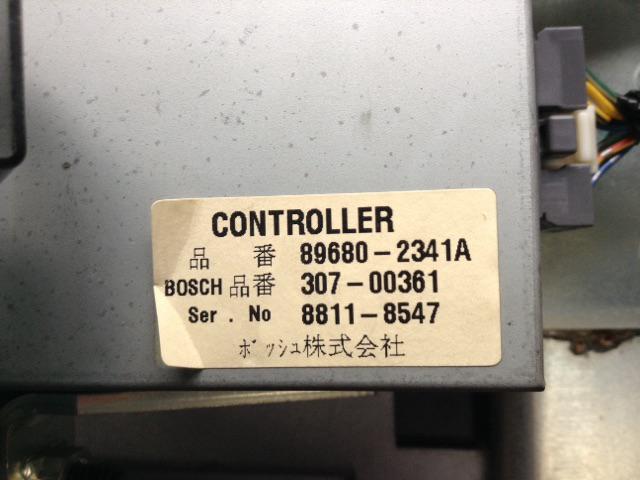 CONTROLLER
品 番 89680-2341A
BOSCH 品番 307-00361
Ser . No 8811-8547
ボッシュ株式会社